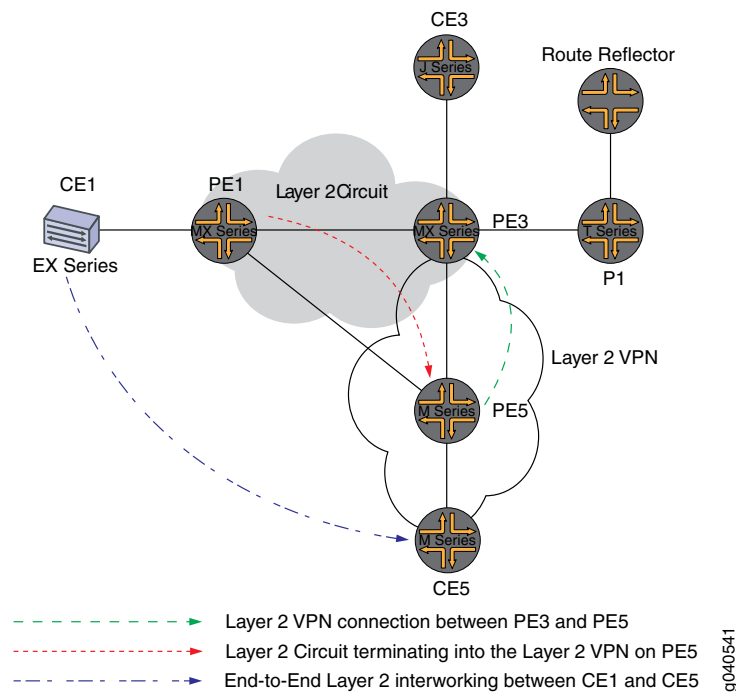 CE3
J Series
Route Reflector
CE1
PE1
Layer 2Circuit
MX Series
MX Series
PE3
T Series
EX Series
P1
Layer 2 VPN
M Series
PE5
M Series
CE5
Layer 2 VPN connection between PE3 and PE5
Layer 2 Circuit terminating into the Layer 2 VPN on PE5
End-to-End Layer 2 interworking between CE1 and CE5
g040541